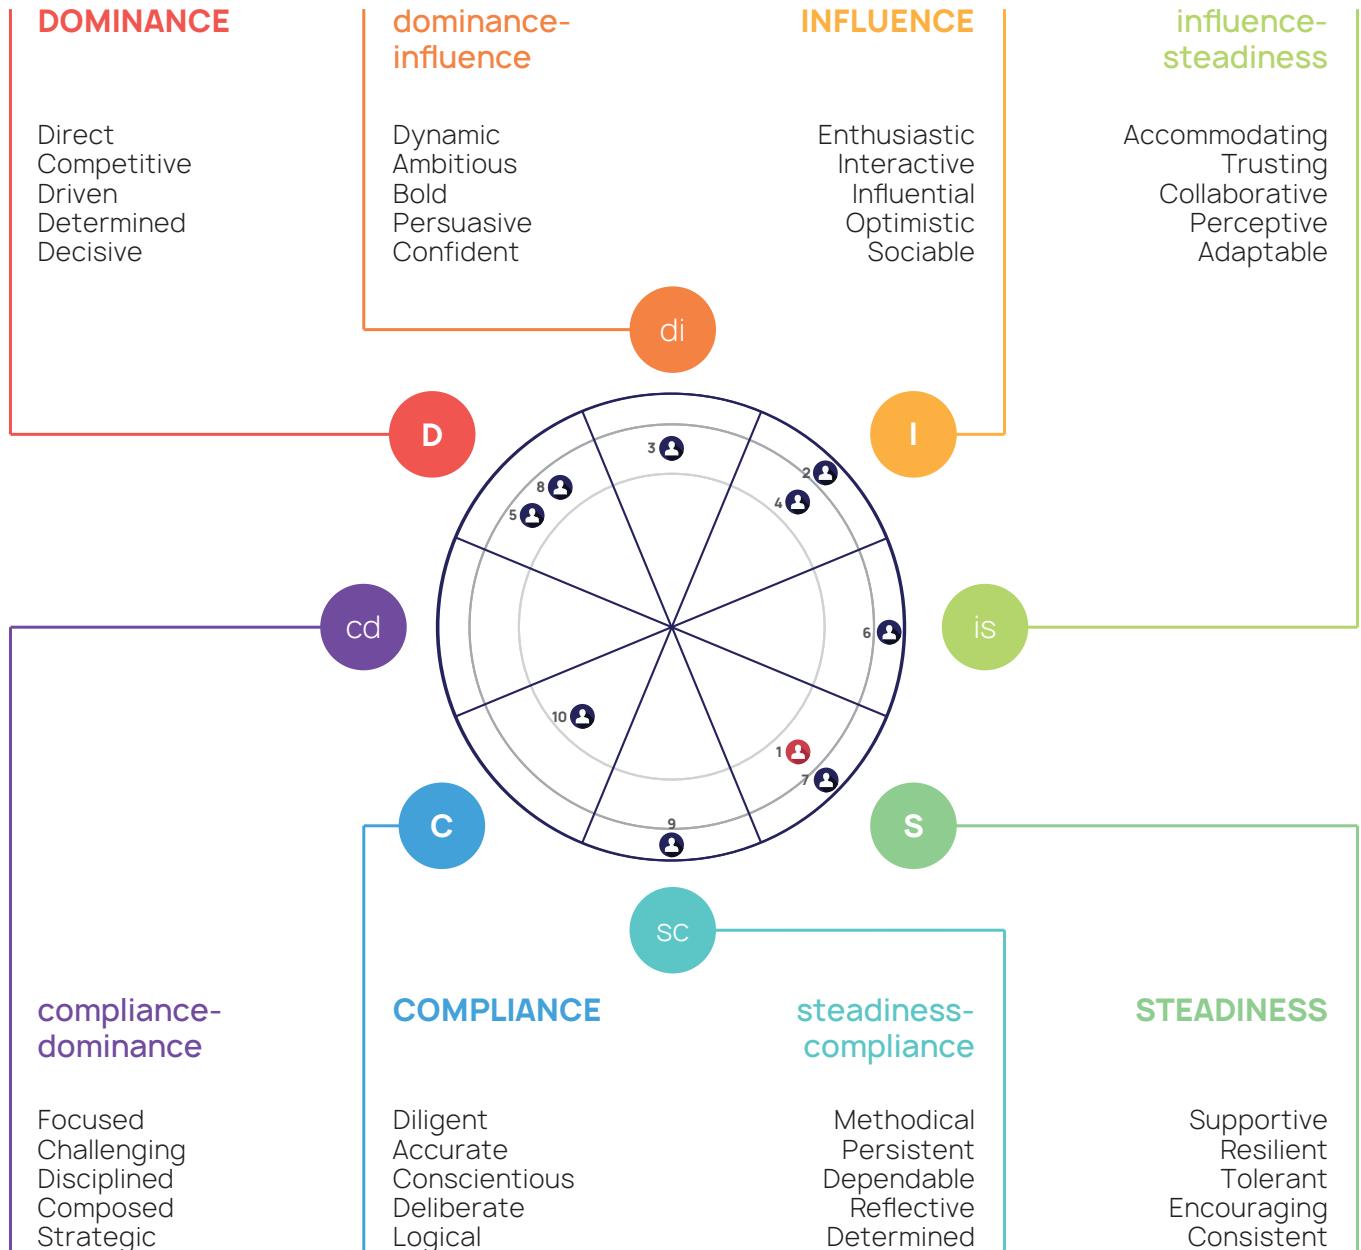 DOMINANCE
Direct
Competitive
Driven
Determined
Decisive
dominance-
influence
Dynamic
Ambitious
Bold
Persuasive
Confident
INFLUENCE
Enthusiastic
Interactive
Influential
Optimistic
Sociable
influence-
steadiness
Accommodating
Trusting
Collaborative
Perceptive
Adaptable
di
D
I
3
2
8
4
5
cd
is
6
10
1
7
C
9
S
sc
compliance-
dominance
Focused
Challenging
Disciplined
Composed
Strategic
COMPLIANCE
Diligent
Accurate
Conscientious
Deliberate
Logical
steadiness-
compliance
Methodical
Persistent
Dependable
Reflective
Determined
STEADINESS
Supportive
Resilient
Tolerant
Encouraging
Consistent